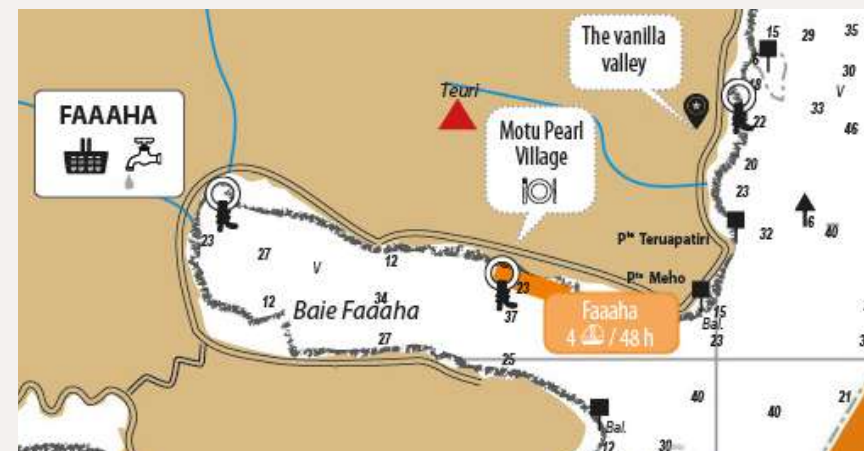 FAAAHA
Teuri
Motu Pearl
Village
The vanilla
valley
15
29
35
6
18
30
V
33
22
46
20
23
23
27
V
12
Pte Teruapatiri
32
6
40
Pte Meho
23
12
34
Baie Faaaha
37
Faaaha
4 / 48 h
15
Bal.
23
27
25
40
40
21
Bal.
12
30